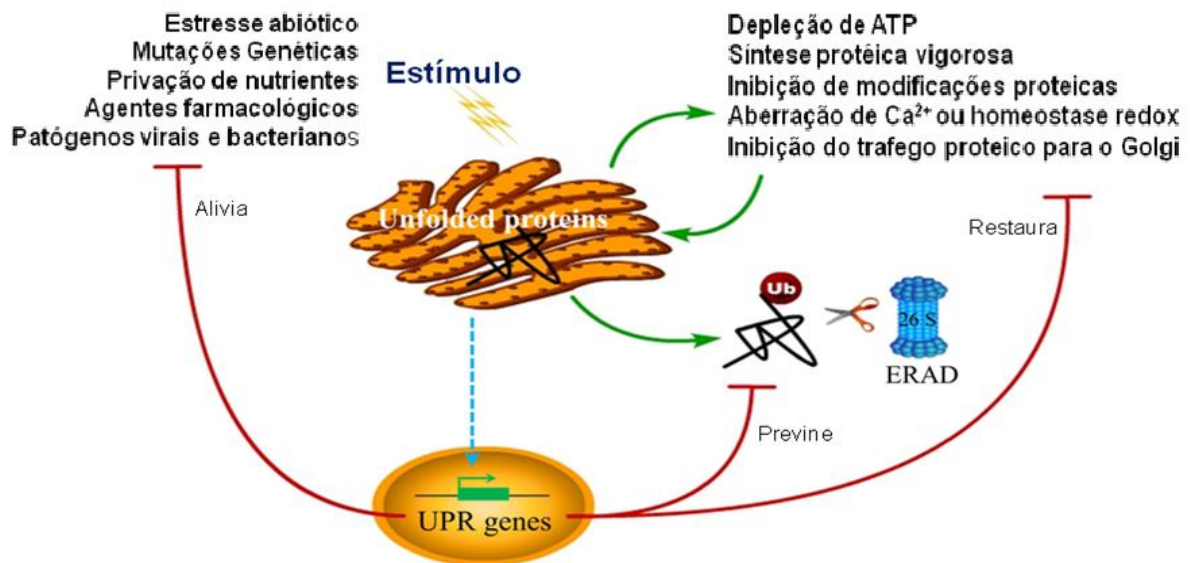 Estresse abiótico
Mutações Genéticas
Privação de nutrientes
Agentes farmacológicos
Patógenos virais e bacterianos
Estímulo
Depleção de ATP
Síntese protéica vigorosa
Inibição de modificações proteicas
Aberração de Ca²⁺ ou homeostase redox
Inibição do trafego proteico para o Golgi
Alivia
Unfolded proteins
Restaura
Ub
26 S
ERAD
Previne
UPR genes